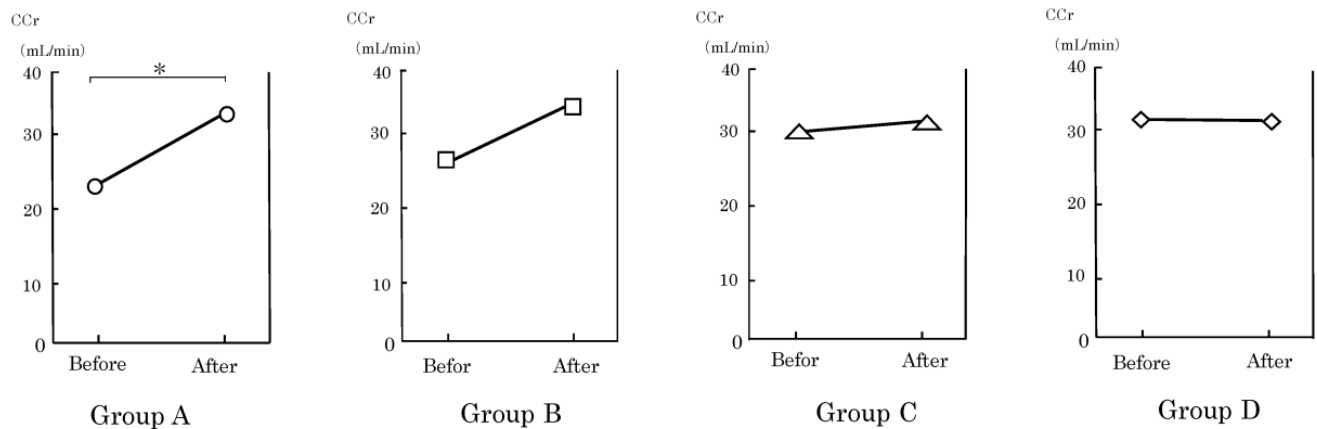 CCr
(mL/min)
40
30
20
10
0
*
Before After
Group A
CCr
(mL/min)
40
30
20
10
0
Befor After
Group B
CCr
(mL/min)
40
30
20
10
0
Befor After
Group C
CCr
(mL/min)
40
30
20
10
0
Before After
Group D